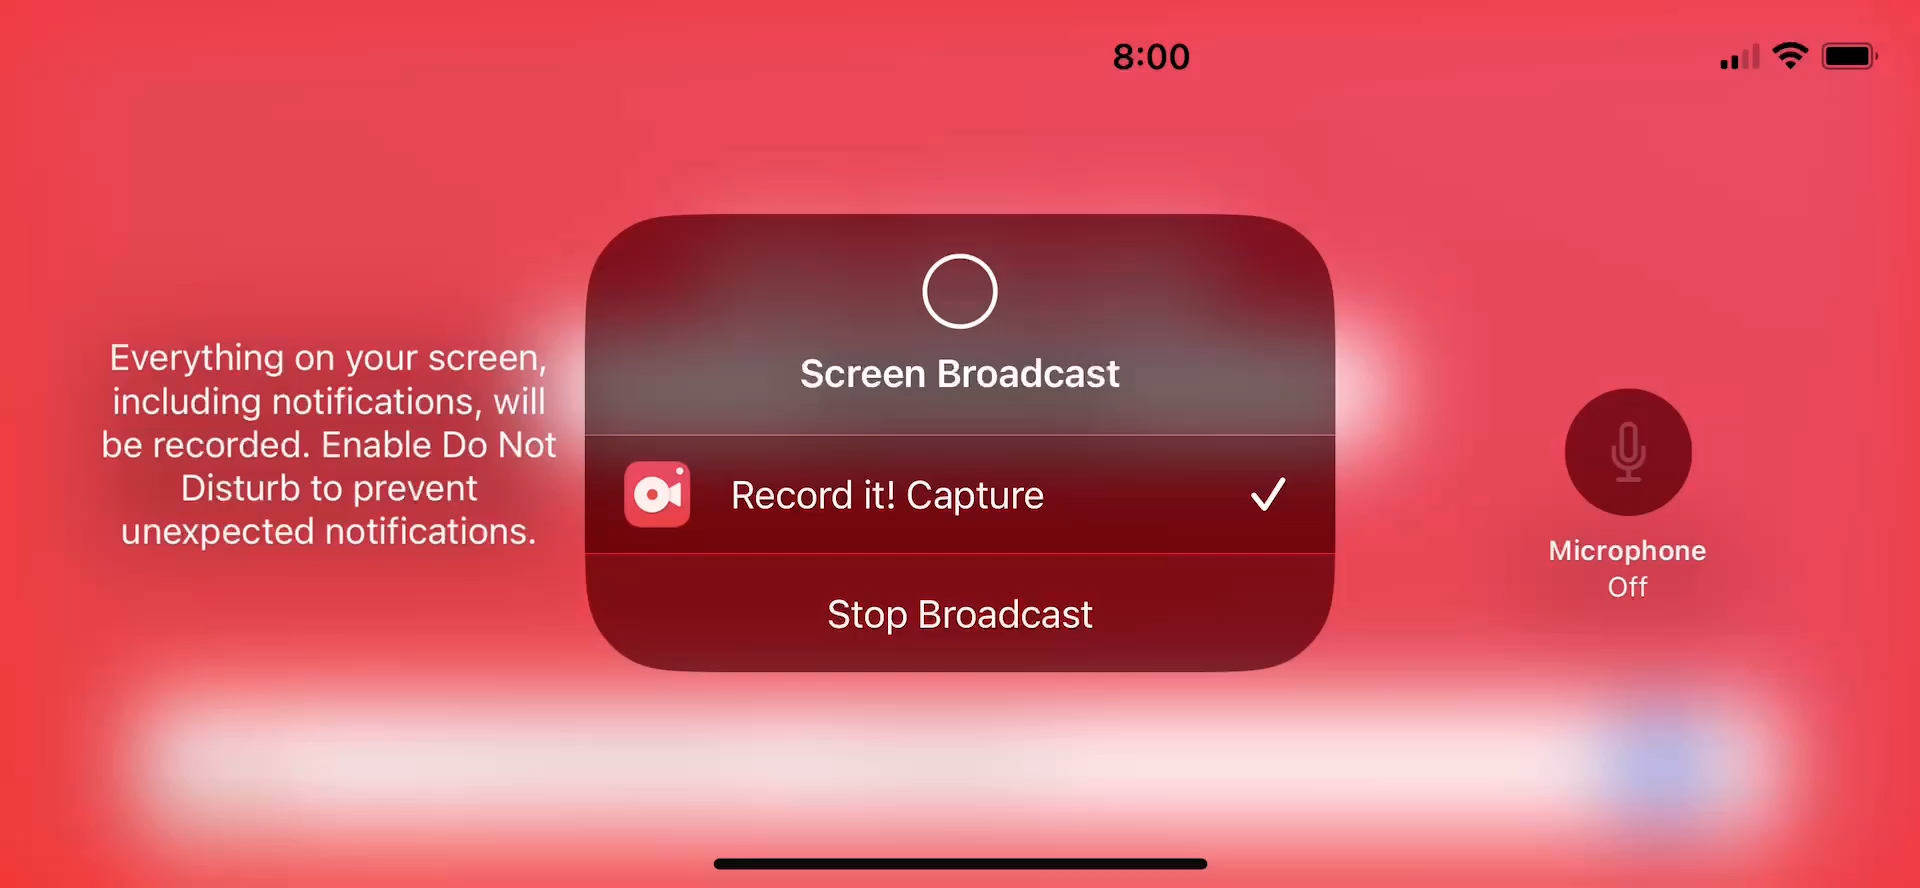 8:00
Everything on your screen,
including notifications, will
be recorded. Enable Do Not
Disturb to prevent
unexpected notifications.
Screen Broadcast
Record it! Capture
Stop Broadcast
Microphone
Off